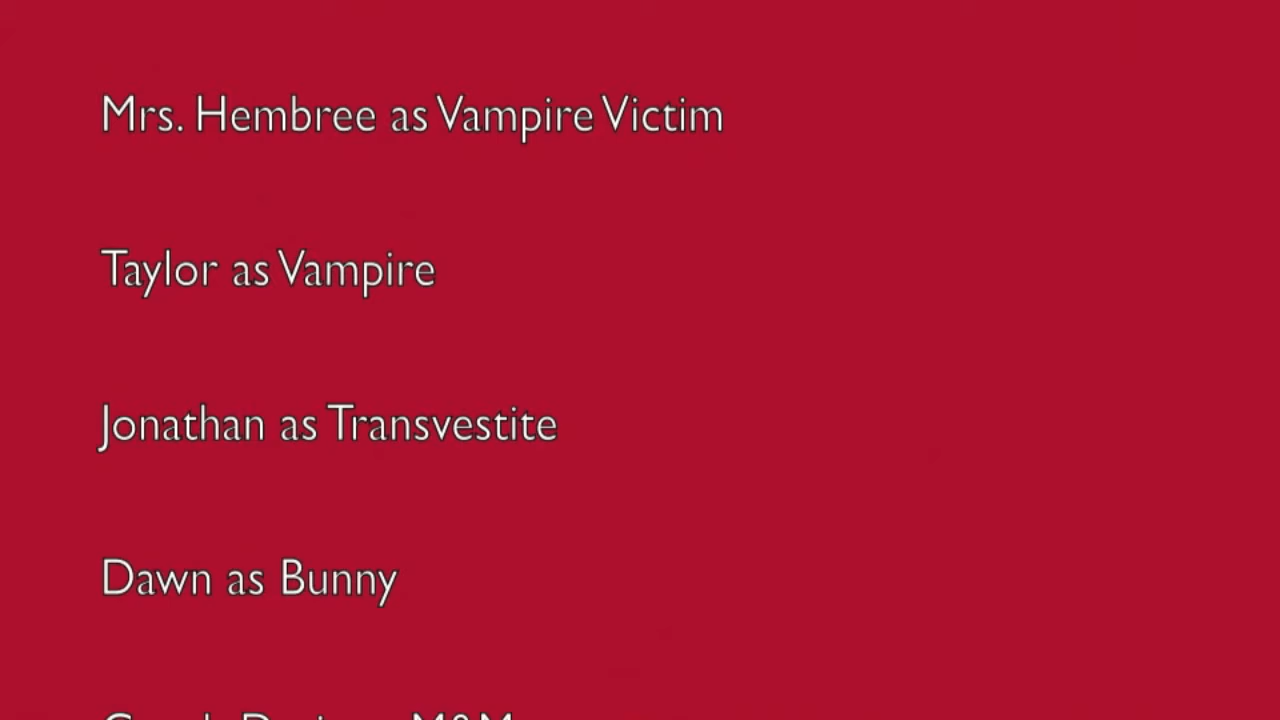 Mrs. Hembree as Vampire Victim
Taylor as Vampire
Jonathan as Transvestite
Dawn as Bunny